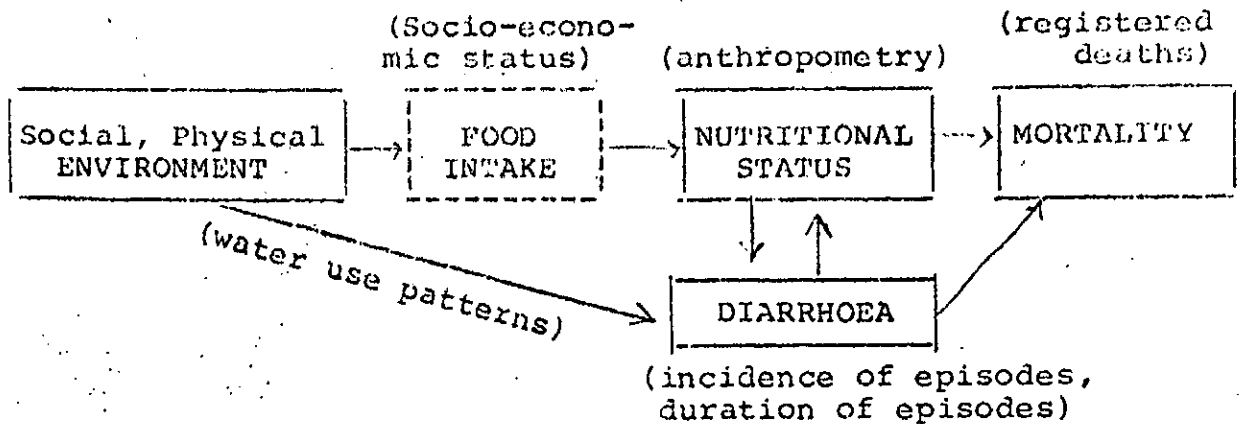 (Socio-econo-
mic status)
(anthropometry)
(registered
deaths)
Social, Physical
ENVIRONMENT
FOOD
INTAKE
NUTRITIONAL
STATUS
MORTALITY
(water use patterns)
DIARRHOEA
(incidence of episodes,
duration of episodes)